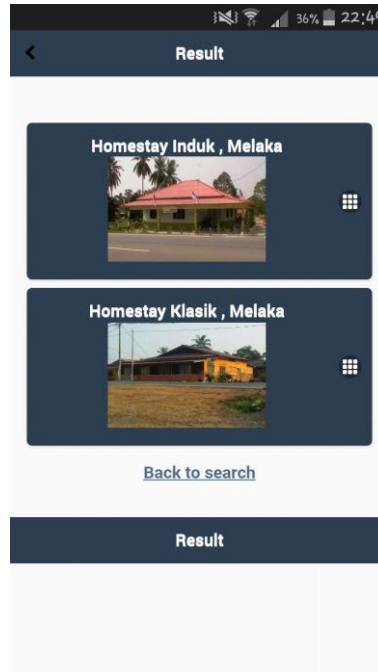 36% 22:4
Result
Homestay Induk , Melaka
Homestay Klasik , Melaka
Back to search
Result